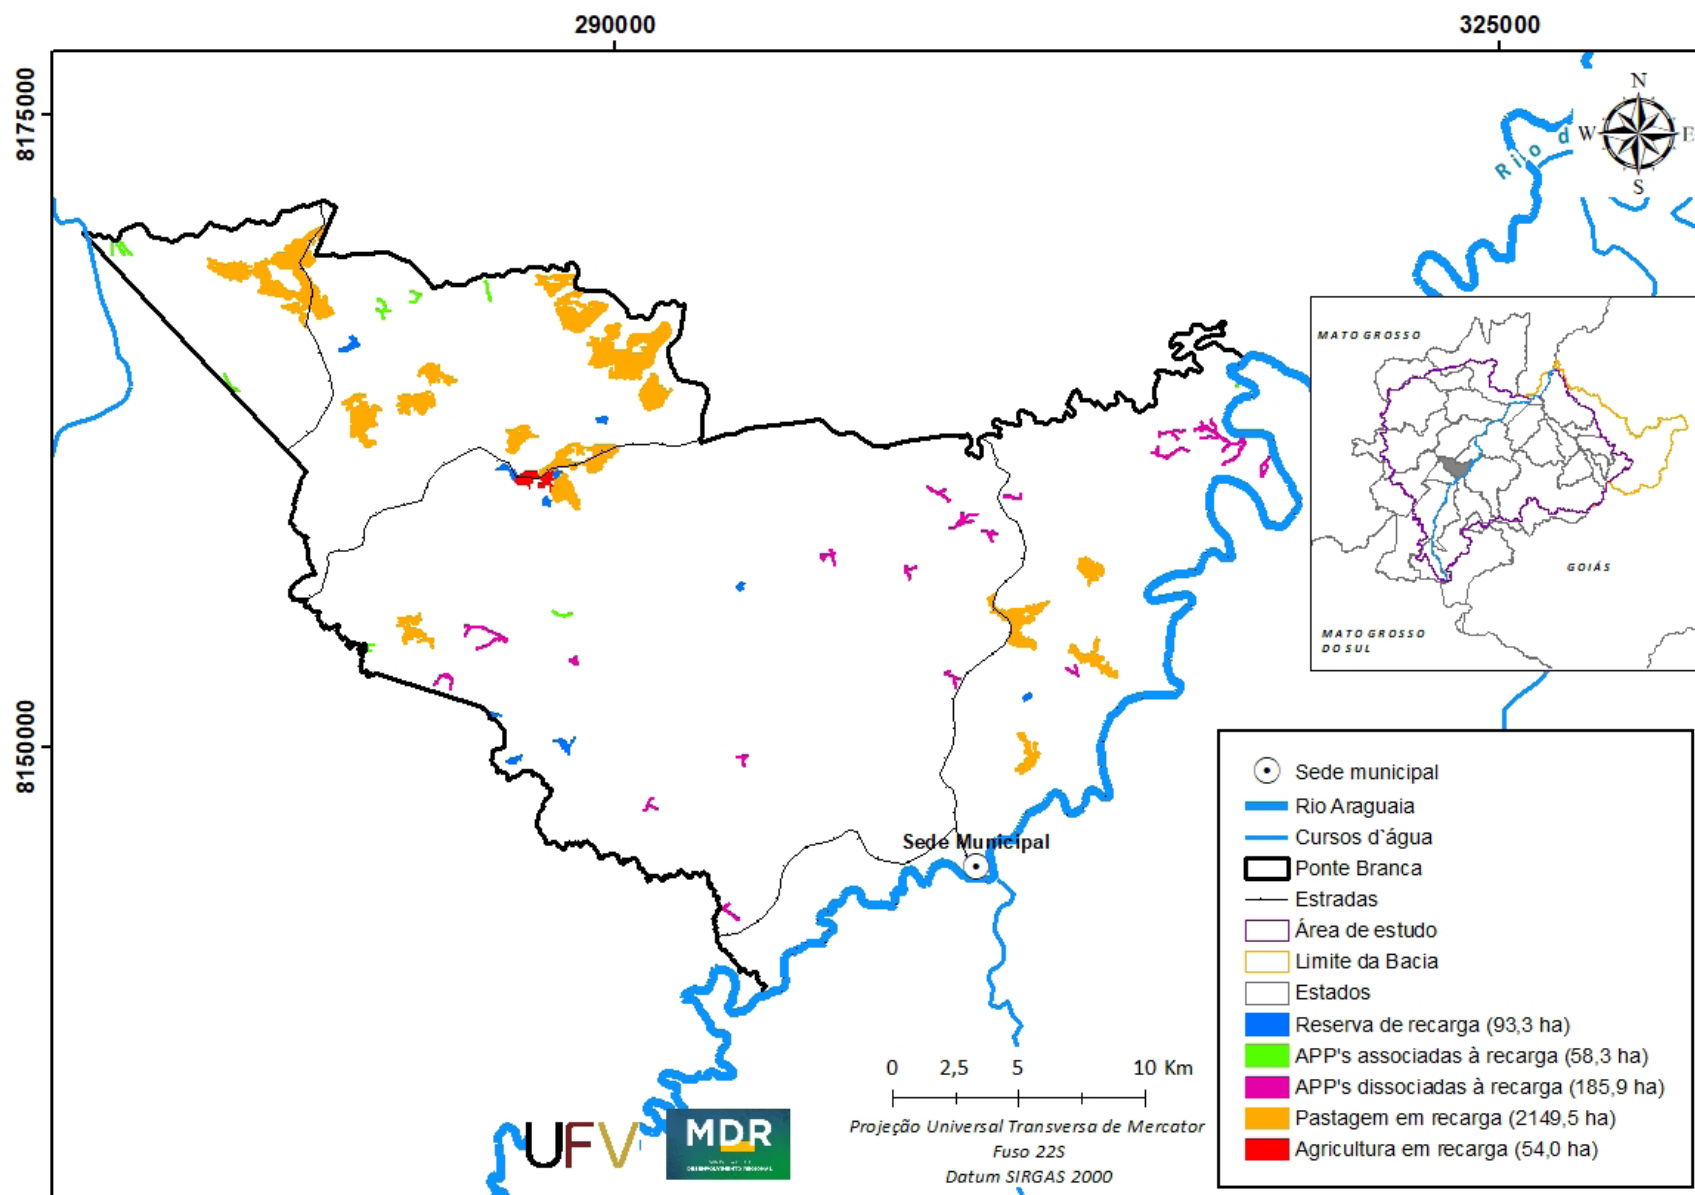 290000
325000
8175000
8150000
N
W
E
S
Rio d
MATO GROSSO
GOIÁS
MATO GROSSO
DO SUL
Sede Municipal
Sede municipal
Rio Araguaia
Cursos d`água
Ponte Branca
Estradas
Área de estudo
Limite da Bacia
Estados
Reserva de recarga (93,3 ha)
APP's associadas à recarga (58,3 ha)
APP's dissociadas à recarga (185,9 ha)
Pastagem em recarga (2149,5 ha)
Agricultura em recarga (54,0 ha)
0 2,5 5 10 Km
Projeção Universal Transversa de Mercator
Fuso 22S
Datum SIRGAS 2000
UFV
MDR
DESENVOLVIMENTO REGIONAL